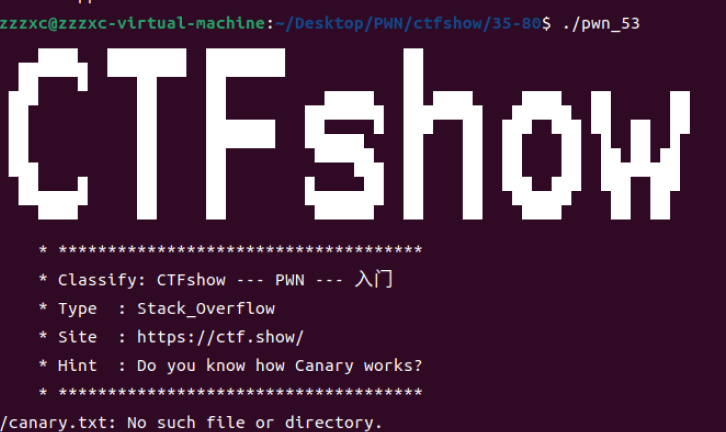 zzzxc@zzzxc-virtual-machine:~/Desktop/PWN/ctfshow/35-80$ ./pwn_53
CTFshow
* *************************************
* Classify: CTFshow --- PWN --- 入门
* Type  : Stack_Overflow
* Site  : https://ctf.show/
* Hint  : Do you know how Canary works?
* *************************************
/canary.txt: No such file or directory.